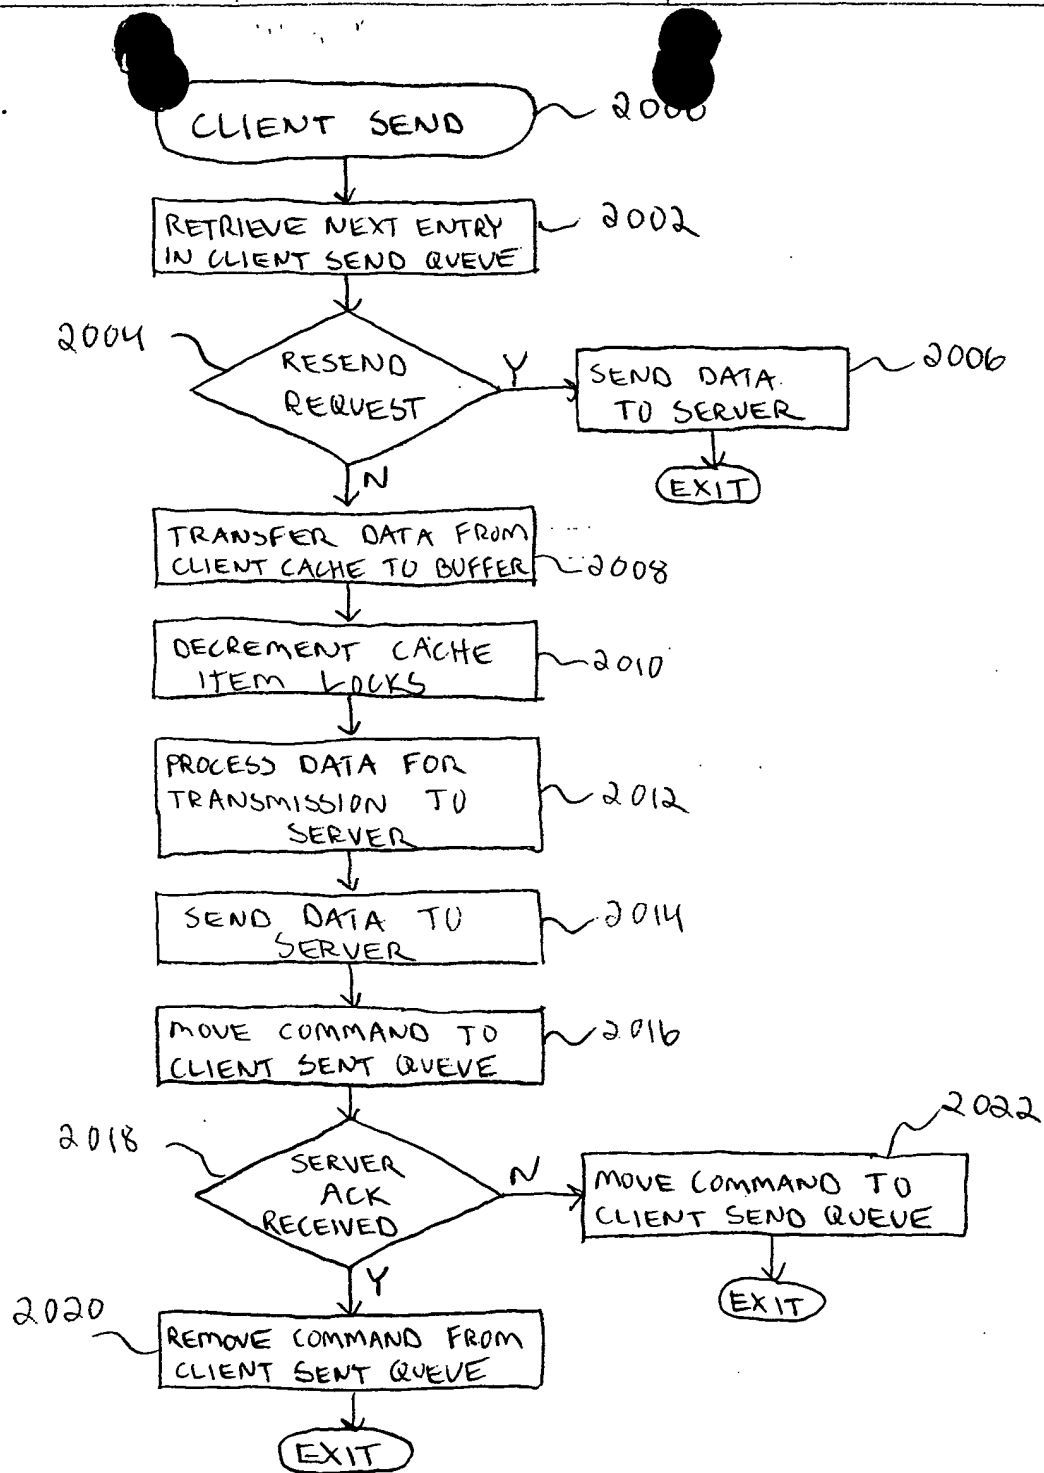 CLIENT SEND
2000
RETRIEVE NEXT ENTRY
IN CLIENT SEND QUEUE
2002
2004
RESEND
REQUEST
Y
SEND DATA
TO SERVER
2006
EXIT
N
TRANSFER DATA FROM
CLIENT CACHE TO BUFFER
2008
DECREMENT CACHE
ITEM LOCKS
2010
PROCESS DATA FOR
TRANSMISSION TO
SERVER
2012
SEND DATA TO
SERVER
2014
MOVE COMMAND TO
CLIENT SENT QUEUE
2016
2018
SERVER
ACK
RECEIVED
N
MOVE COMMAND TO
CLIENT SEND QUEUE
2022
EXIT
Y
2020
REMOVE COMMAND FROM
CLIENT SENT QUEUE
EXIT